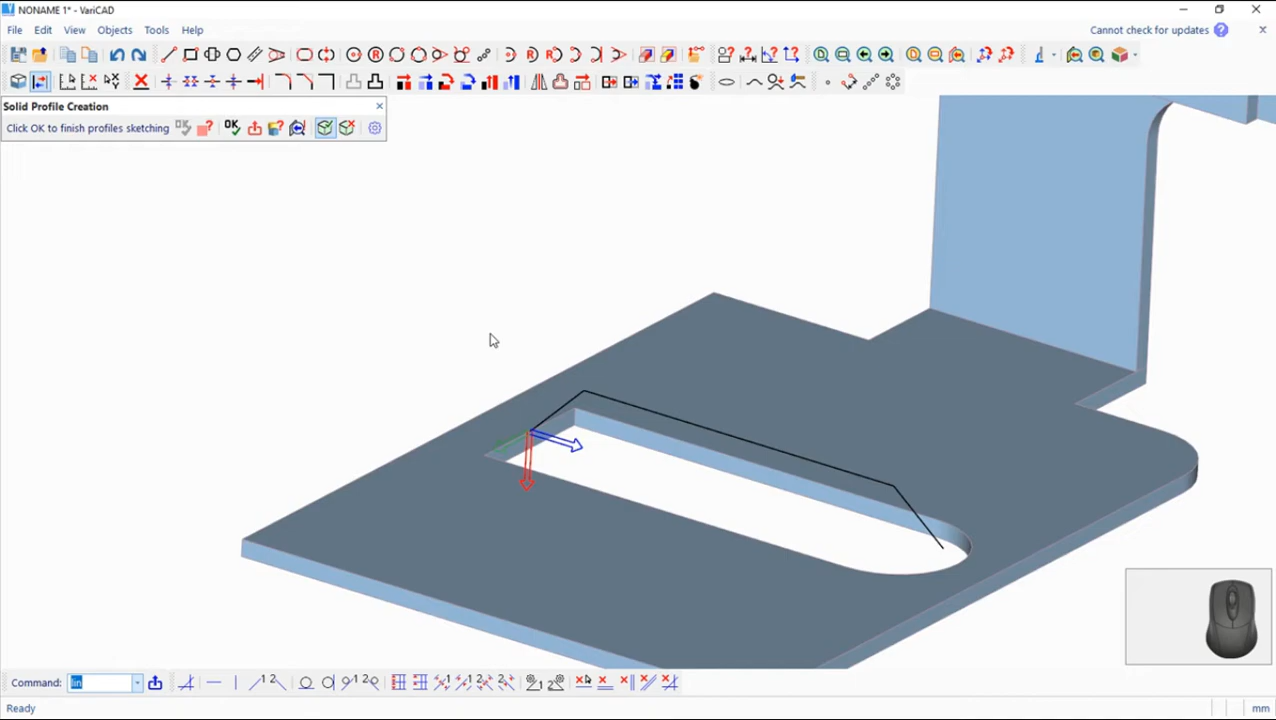 NONAME 1* - VariCAD
File Edit View Objects Tools Help
Cannot check for updates
Solid Profile Creation
Click OK to finish profiles sketching
OK
Command: lin
Ready
mm